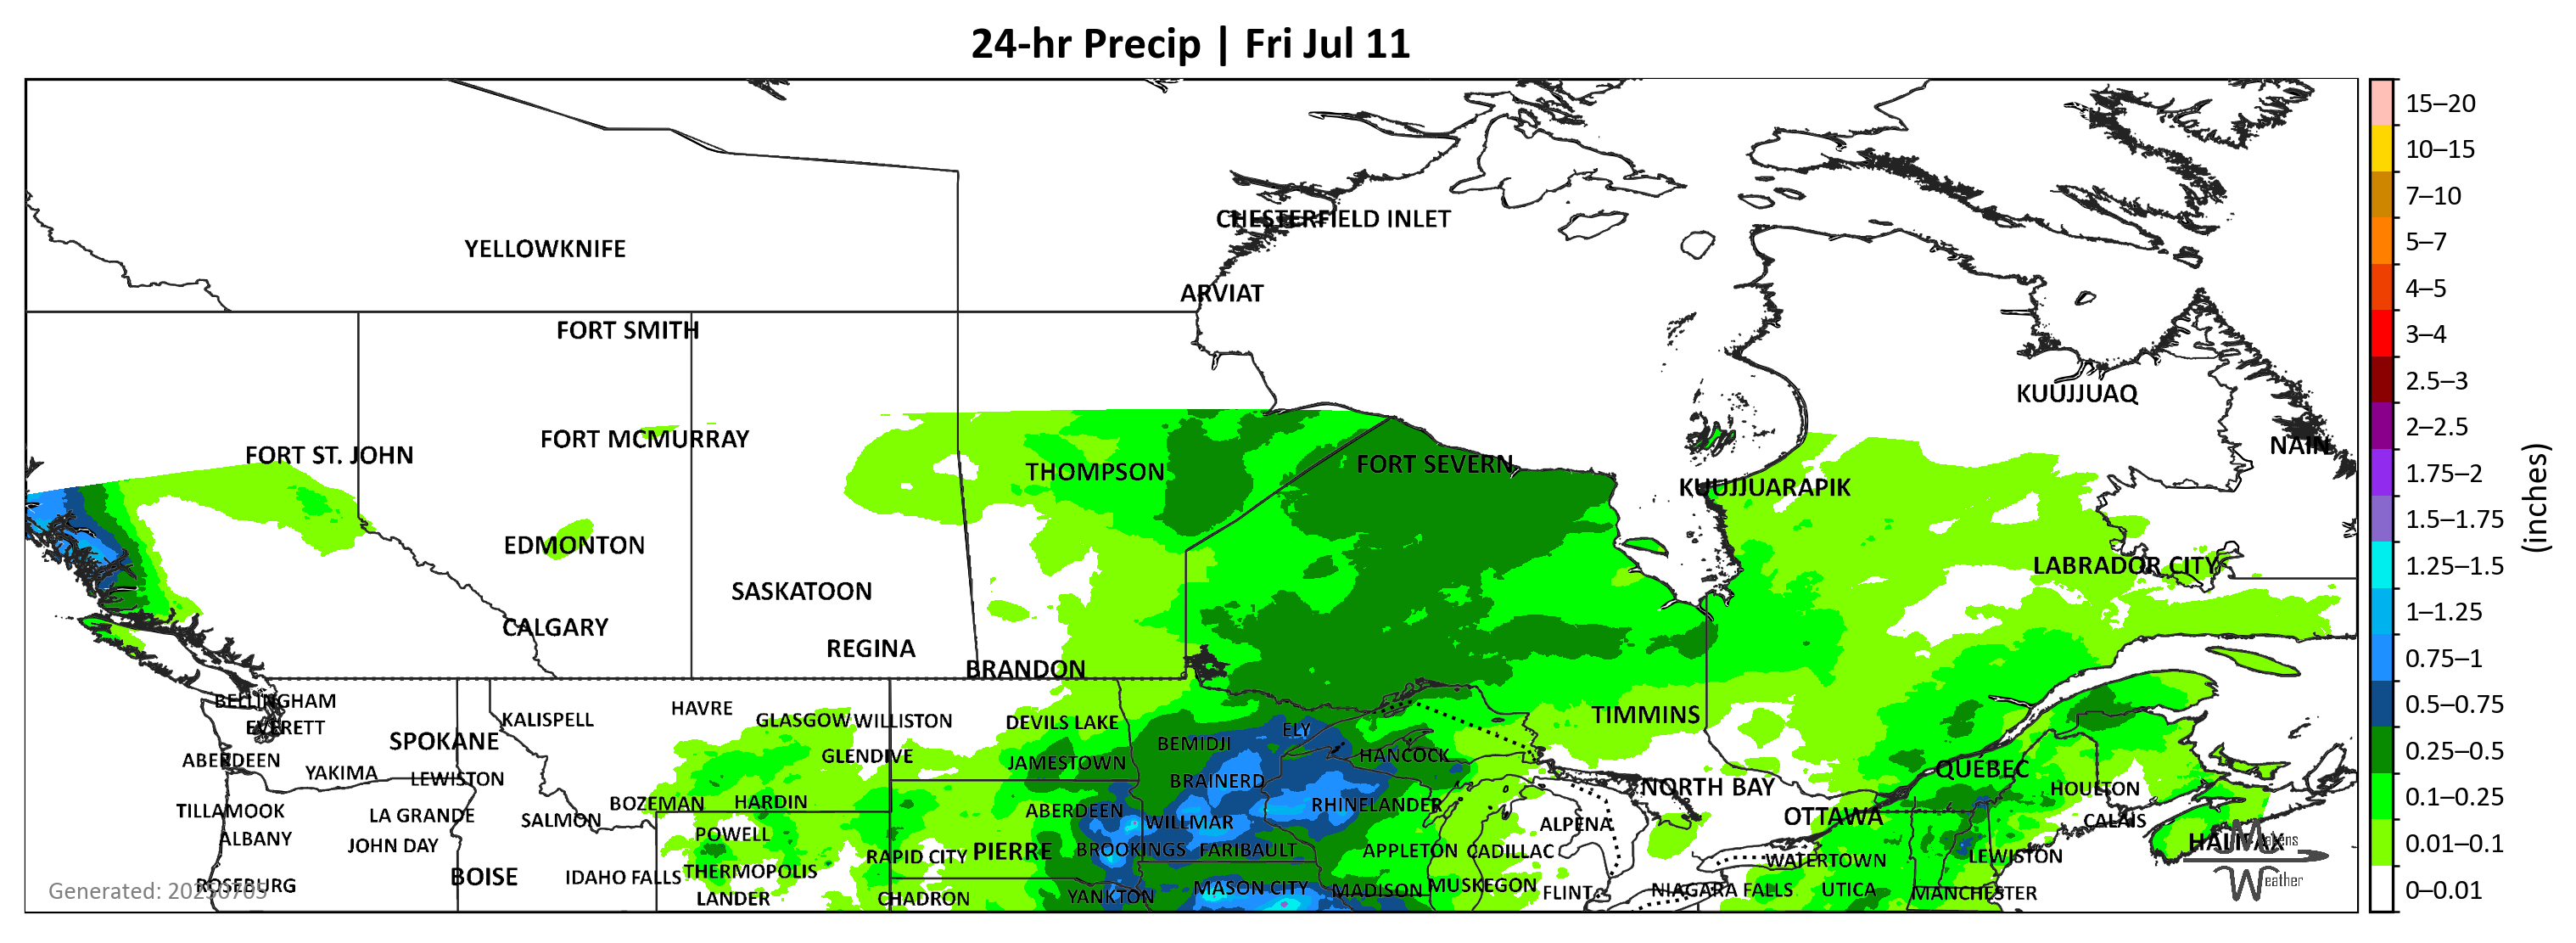 24-hr Precip | Fri Jul 11
CHESTERFIELD INLET
YELLOWKNIFE
ARVIAT
FORT SMITH
KUUJJUAQ
FORT MCMURRAY
NAIN
FORT ST. JOHN
THOMPSON
FORT SEVERN
KUUJJUARAPIK
EDMONTON
LABRADOR CITY
SASKATOON
CALGARY
REGINA
BRANDON
BELLINGHAM
HAVRE
KALISPELL
GLASGOW
WILLISTON
DEVILS LAKE
TIMMINS
EVERETT
ELY
SPOKANE
BEMIDJI
GLENDIVE
HANCOCK
ABERDEEN
JAMESTOWN
QUÉBEC
YAKIMA
LEWISTON
BRAINERD
NORTH BAY
HOULTON
BOZEMAN
HARDIN
RHINELANDER
TILLAMOOK
LA GRANDE
SALMON
ABERDEEN
WILLMAR
ALPENA
OTTAWA
CALAIS
ALBANY
JOHN DAY
POWELL
HALIFAX
RAPID CITY
PIERRE
BROOKINGS
FARIBAULT
APPLETON
CADILLAC
WATERTOWN
LEWISTON
ROSEBURG
BOISE
IDAHO FALLS
THERMOPOLIS
MASON CITY
MADISON
MUSKEGON
FLINT
NIAGARA FALLS
UTICA
MANCHESTER
LANDER
CHADRON
YANKTON
Weather
15–20
10–15
7–10
5–7
4–5
3–4
2.5–3
2–2.5
1.75–2
1.5–1.75
1.25–1.5
1–1.25
0.75–1
0.5–0.75
0.25–0.5
0.1–0.25
0.01–0.1
0–0.01
(inches)
Generated: